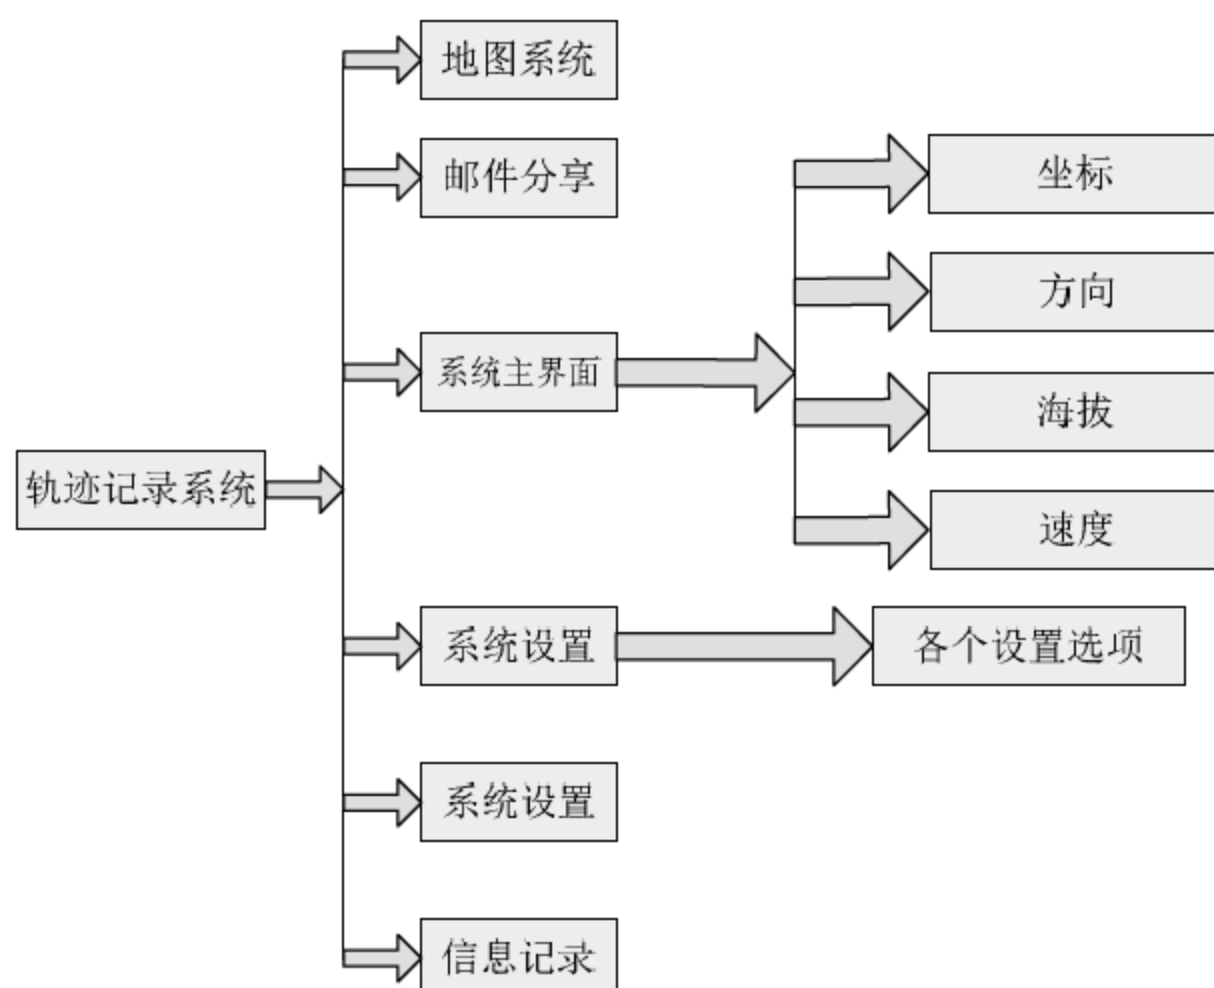 地图系统
邮件分享
坐标
方向
系统主界面
海拔
轨迹记录系统
速度
系统设置
各个设置选项
系统设置
信息记录